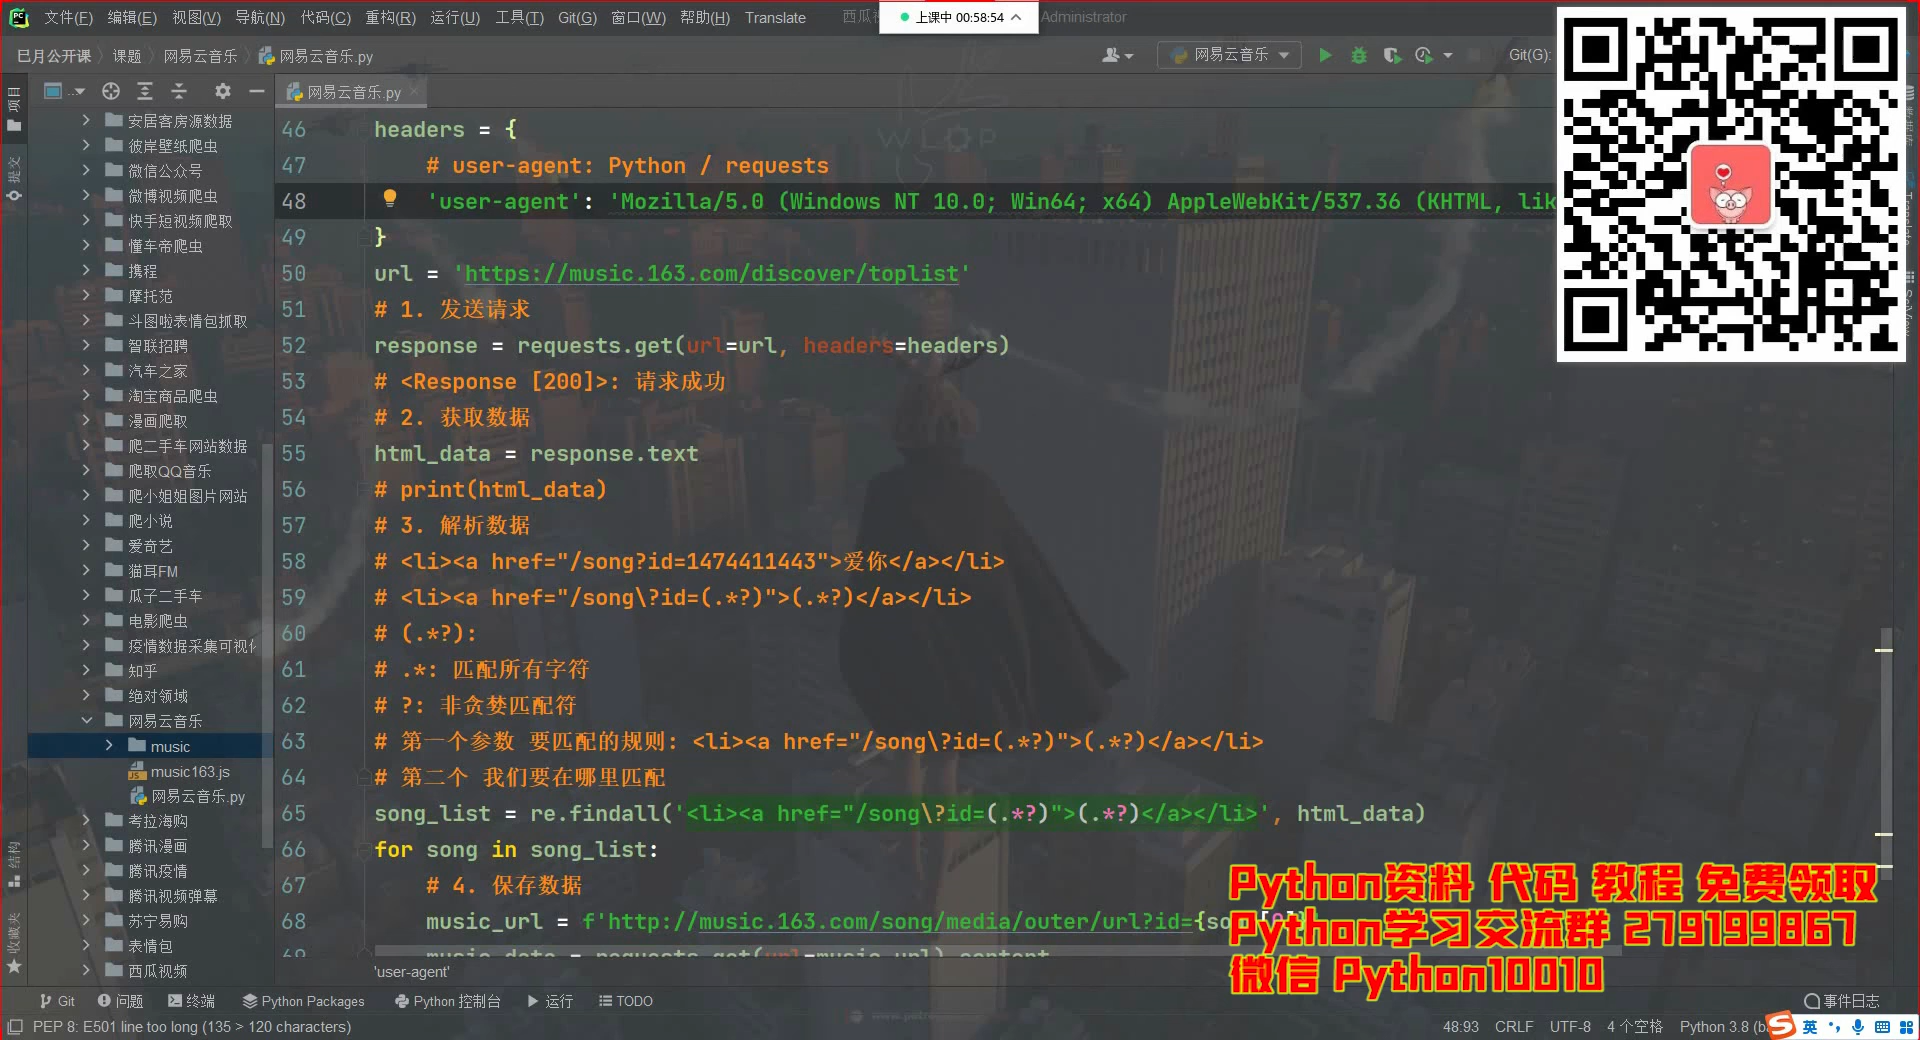 文件(F) 编辑(E) 视图(V) 导航(N) 代码(C) 重构(R) 运行(U) 工具(T) Git(G) 窗口(W) 帮助(H) Translate
上课中 00:58:54
Administrator
巳月公开课 课题 网易云音乐 网易云音乐.py
网易云音乐
Git(G):
项目
提交
结构
收藏夹
网易云音乐.py
安居客房源数据
彼岸壁纸爬虫
微信公众号
微博视频爬虫
快手短视频爬取
懂车帝爬虫
携程
摩托范
斗图啦表情包抓取
智联招聘
汽车之家
淘宝商品爬虫
漫画爬取
爬二手车网站数据
爬取QQ音乐
爬小姐姐图片网站
爬小说
爱奇艺
猫耳FM
瓜子二手车
电影爬虫
疫情数据采集可视化
知乎
绝对领域
网易云音乐
music
music163.js
网易云音乐.py
考拉海购
腾讯漫画
腾讯疫情
腾讯视频弹幕
苏宁易购
表情包
西瓜视频
46 headers = {
47 # user-agent: Python / requests
48 'user-agent': 'Mozilla/5.0 (Windows NT 10.0; Win64; x64) AppleWebKit/537.36 (KHTML, lik
49 }
50 url = 'https://music.163.com/discover/toplist'
51 # 1. 发送请求
52 response = requests.get(url=url, headers=headers)
53 # <Response [200]>: 请求成功
54 # 2. 获取数据
55 html_data = response.text
56 # print(html_data)
57 # 3. 解析数据
58 # <li><a href="/song?id=1474411443">爱你</a></li>
59 # <li><a href="/song\?id=(.*?)">(.*?)</a></li>
60 # (.*?):
61 # .*: 匹配所有字符
62 # ?: 非贪婪匹配符
63 # 第一个参数 要匹配的规则: <li><a href="/song\?id=(.*?)">(.*?)</a></li>
64 # 第二个 我们要在哪里匹配
65 song_list = re.findall('<li><a href="/song\?id=(.*?)">(.*?)</a></li>', html_data)
66 for song in song_list:
67 # 4. 保存数据
68 music_url = f'http://music.163.com/song/media/outer/url?id={so
'user-agent'
Python资料 代码 教程 免费领取
Python学习交流群 279199867
微信 Python10010
Git 问题 终端 Python Packages Python 控制台 运行 TODO 事件日志
PEP 8: E501 line too long (135 > 120 characters)
48:93 CRLF UTF-8 4 个空格 Python 3.8 (ba
英